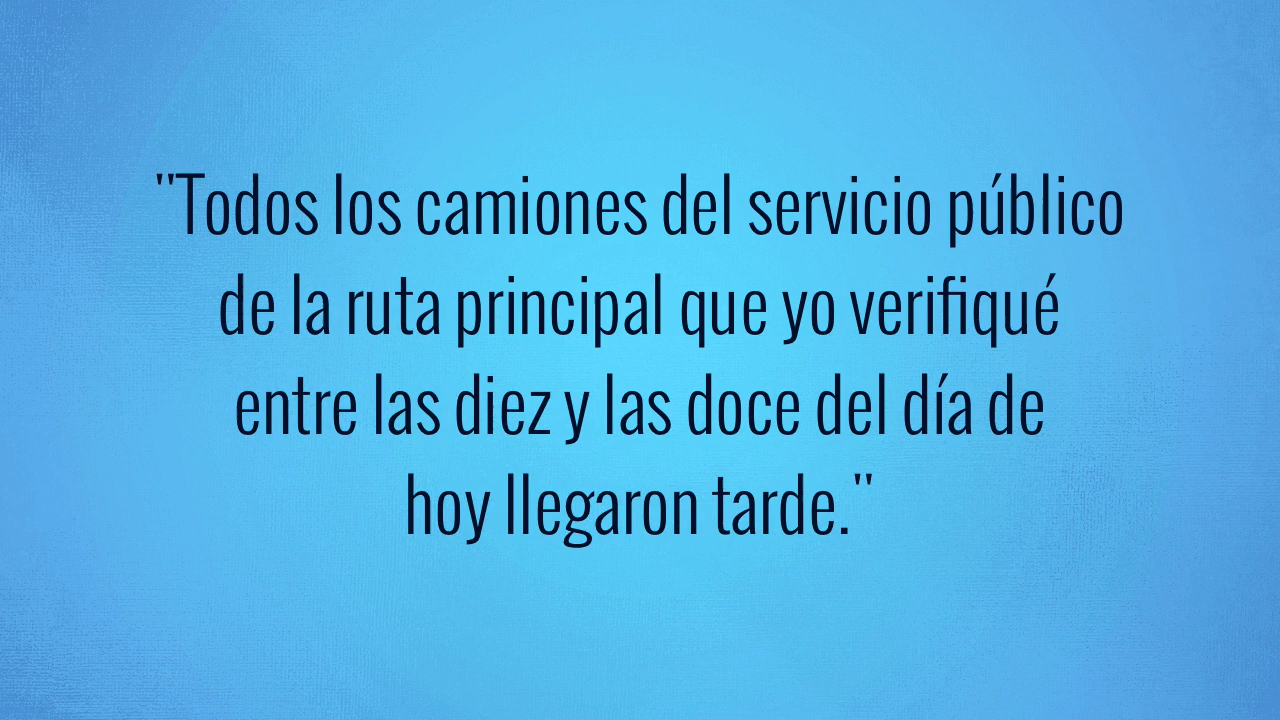 "Todos los camiones del servicio público
de la ruta principal que yo verifiqué
entre las diez y las doce del día de
hoy llegaron tarde."